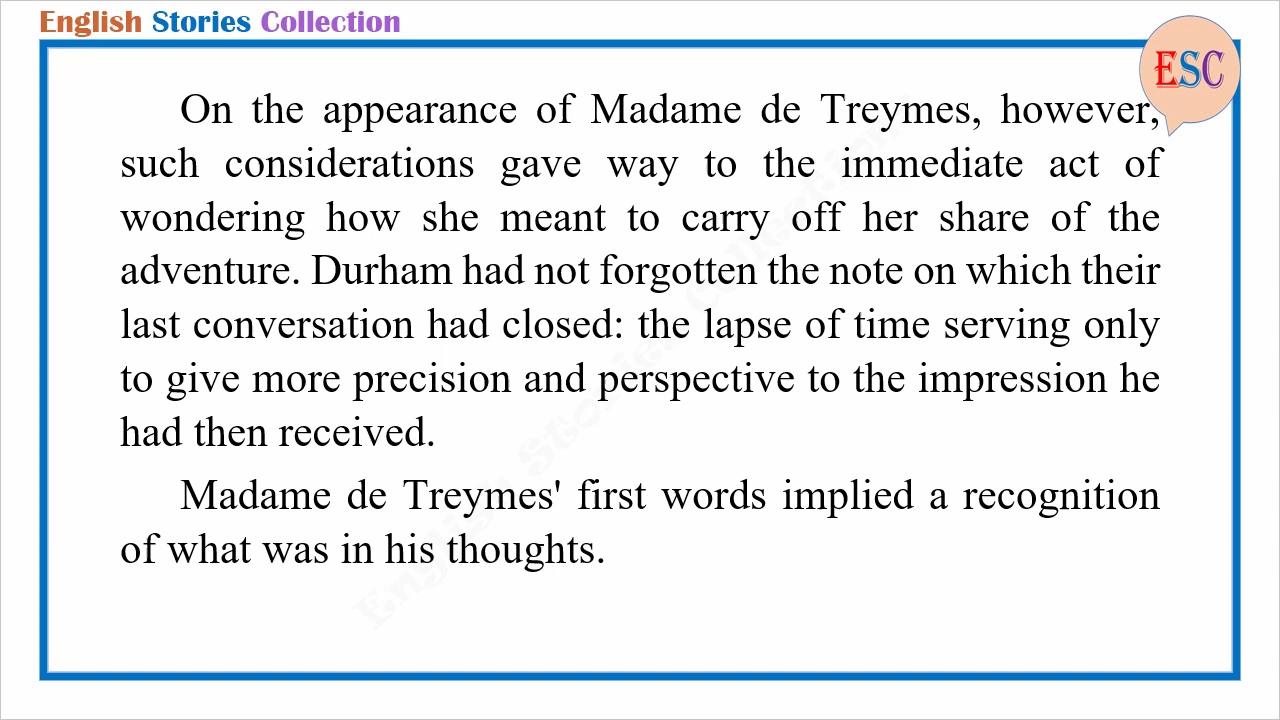 English Stories Collection
ESC
On the appearance of Madame de Treymes, however,
such considerations gave way to the immediate act of
wondering how she meant to carry off her share of the
adventure. Durham had not forgotten the note on which their
last conversation had closed: the lapse of time serving only
to give more precision and perspective to the impression he
had then received.
Madame de Treymes' first words implied a recognition
of what was in his thoughts.
English Stories Collection